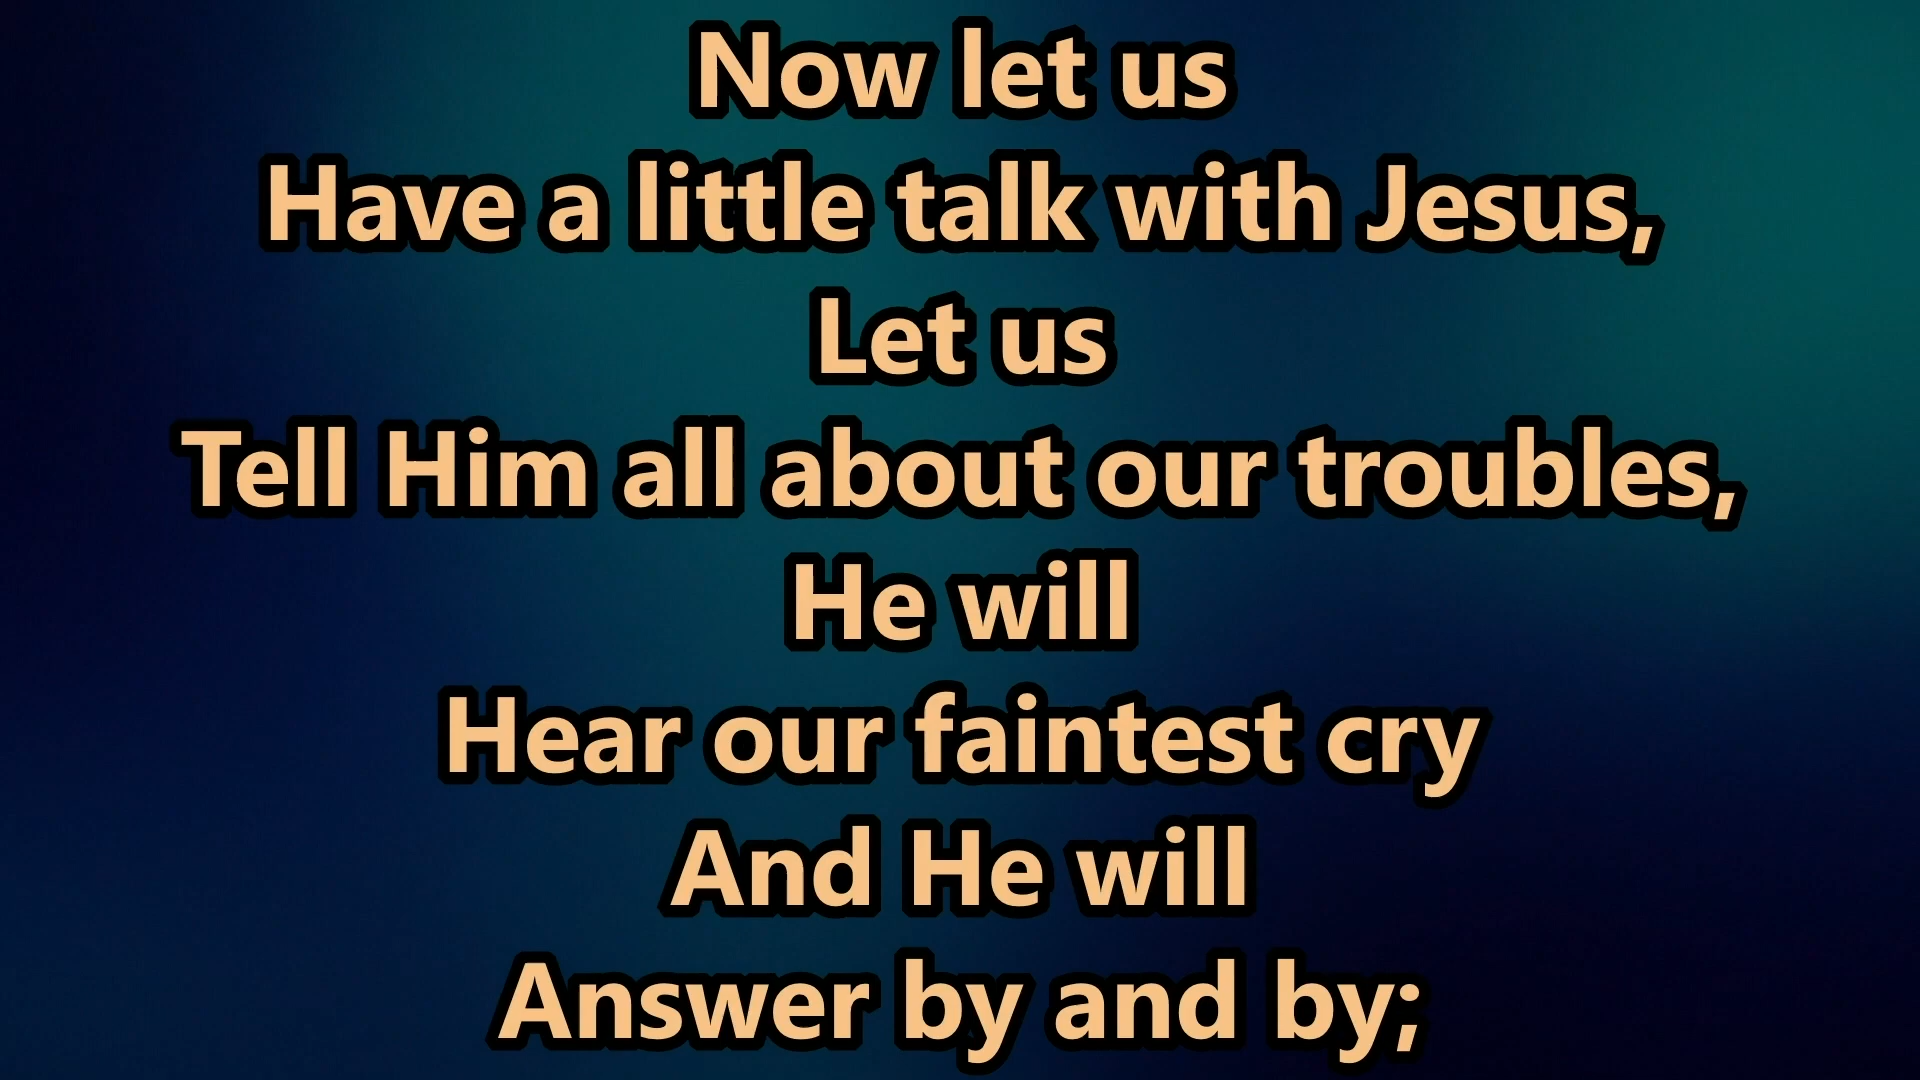 Now let us
Have a little talk with Jesus,
Let us
Tell Him all about our troubles,
He will
Hear our faintest cry
And He will
Answer by and by;